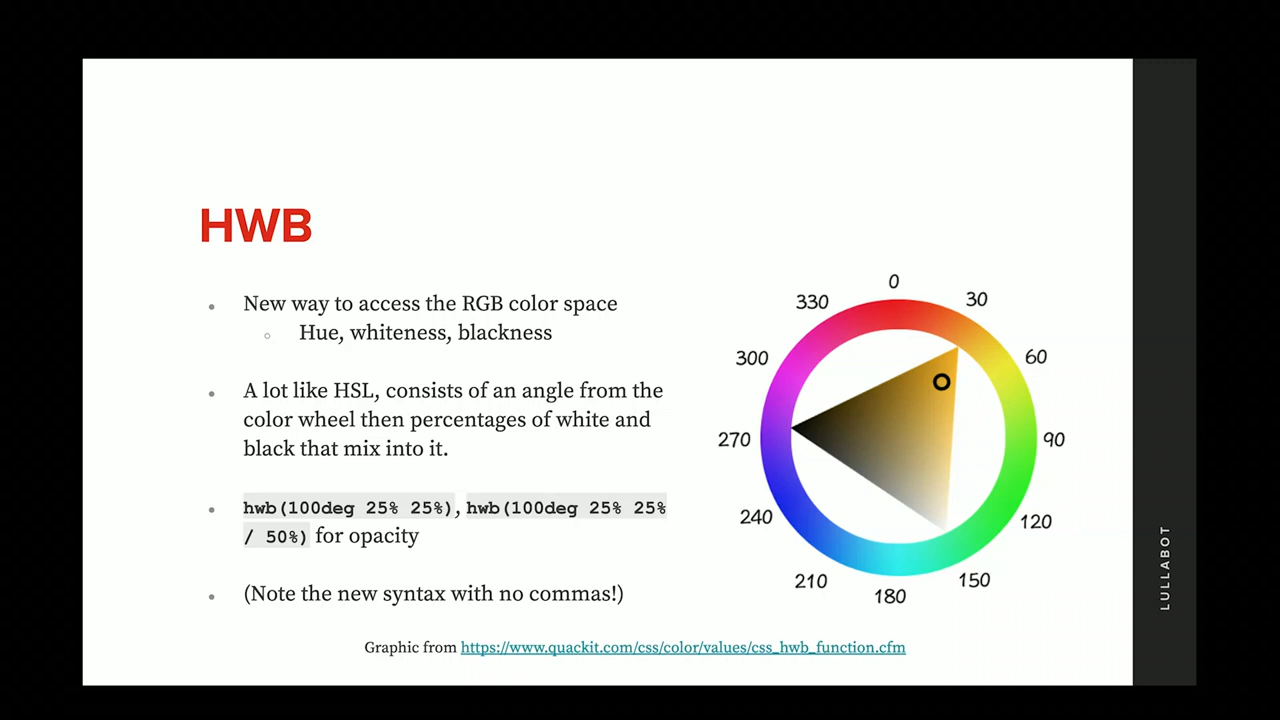 HWB
New way to access the RGB color space
Hue, whiteness, blackness
A lot like HSL, consists of an angle from the
color wheel then percentages of white and
black that mix into it.
hwb(100deg 25% 25%), hwb(100deg 25% 25%
/ 50%) for opacity
(Note the new syntax with no commas!)
0
330
30
300
60
270
90
240
120
210
150
180
Graphic from https://www.quackit.com/css/color/values/css_hwb_function.cfm
LULLABOT